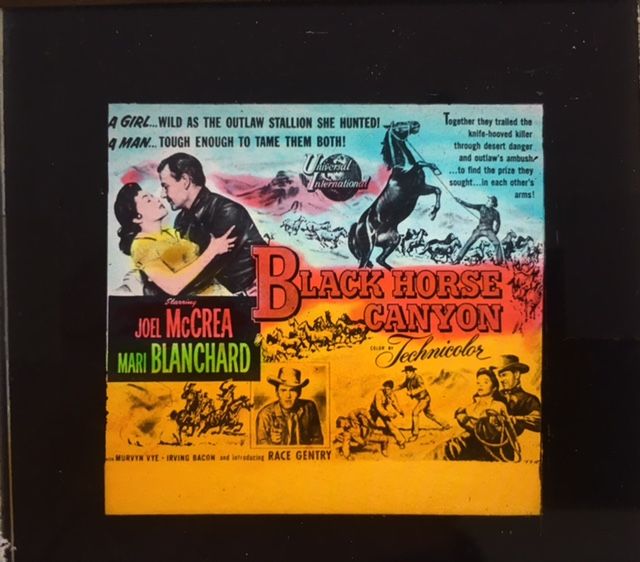 A GIRL...WILD AS THE OUTLAW STALLION SHE HUNTED!
A MAN...TOUGH ENOUGH TO TAME THEM BOTH!
Together they trailed the
knife-hooved killer
through desert danger
and outlaw's ambush
...to find the prize they
sought...in each other's
arms!
Universal
International
BLACK HORSE
CANYON
COLOR BY Technicolor
Starring
JOEL McCREA
MARI BLANCHARD
WITH MURVYN VYE · IRVING BACON and introducing RACE GENTRY